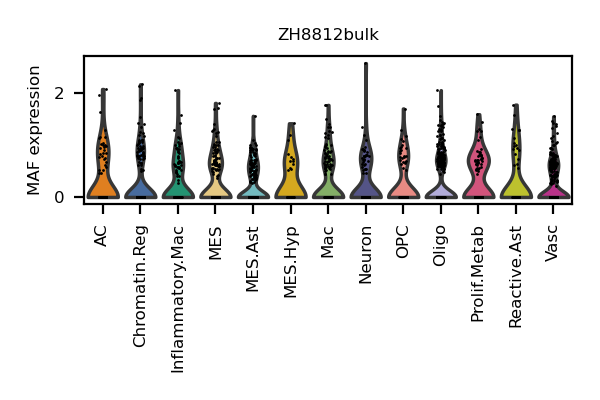 ZH8812bulk
MAF expression
2
0
AC
Chromatin.Reg
Inflammatory.Mac
MES
MES.Ast
MES.Hyp
Mac
Neuron
OPC
Oligo
Prolif.Metab
Reactive.Ast
Vasc